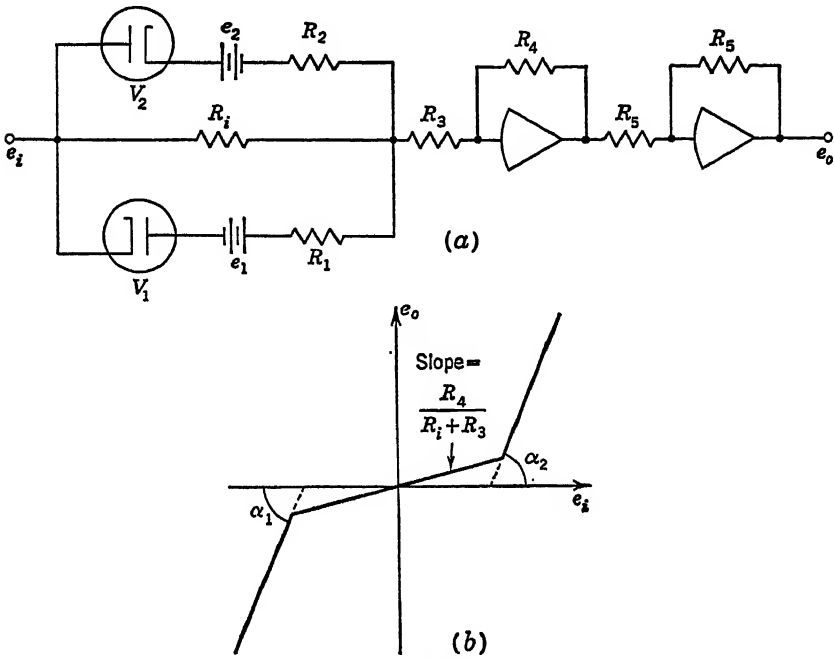 e₂
R₂
V₂
R₄
R₅
Rᵢ
R₃
R₅
eᵢ
eₒ
V₁
e₁
R₁
(a)
eₒ
Slope=
R₄
Rᵢ+R₃
α₂
α₁
eᵢ
(b)